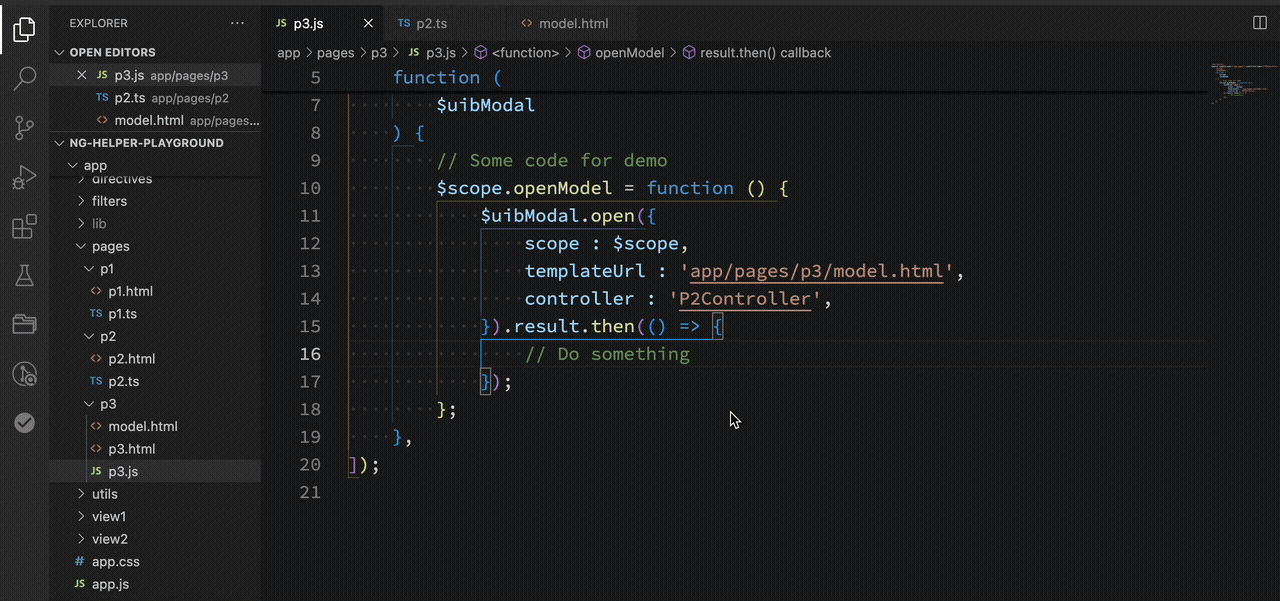 EXPLORER
OPEN EDITORS
JS p3.js app/pages/p3
TS p2.ts app/pages/p2
<> model.html app/pages...
NG-HELPER-PLAYGROUND
app
directives
filters
lib
pages
p1
<> p1.html
TS p1.ts
p2
<> p2.html
TS p2.ts
p3
<> model.html
<> p3.html
JS p3.js
utils
view1
view2
# app.css
JS app.js
JS p3.js
TS p2.ts
<> model.html
app > pages > p3 > JS p3.js > <function> > openModel > result.then() callback
5 function (
7 $uibModal
8 ) {
9 // Some code for demo
10 $scope.openModel = function () {
11 $uibModal.open({
12 scope : $scope,
13 templateUrl : 'app/pages/p3/model.html',
14 controller : 'P2Controller',
15 }).result.then(() => {
16 // Do something
17 });
18 };
19 },
20 ]);
21